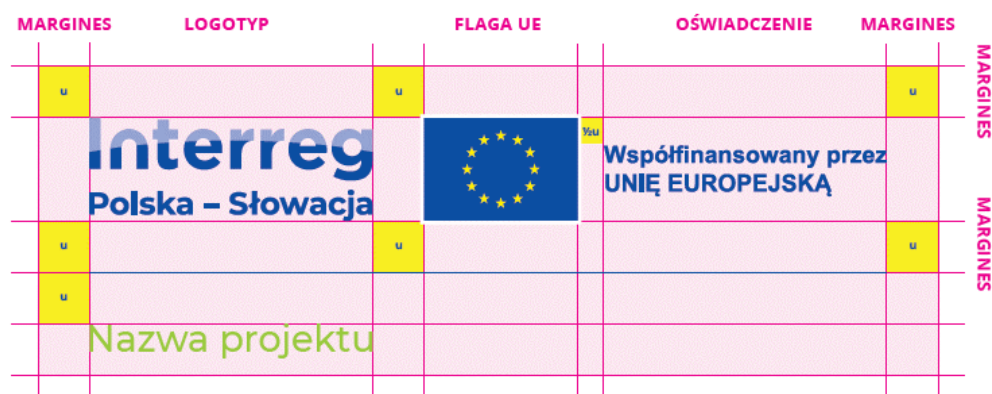 MARGINES LOGOTYP FLAGA UE OŚWIADCZENIE MARGINES
MARGINES
u u u
Interreg
½u
Współfinansowany przez
UNIĘ EUROPEJSKĄ
Polska – Słowacja
MARGINES
u u u
u
Nazwa projektu